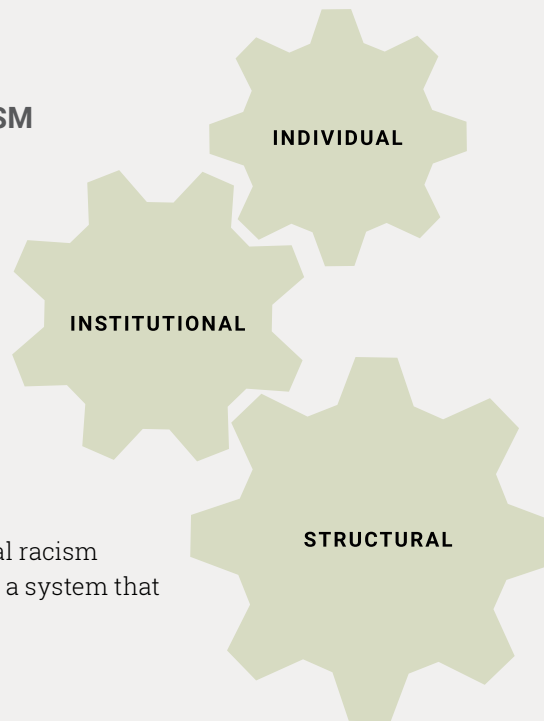 SM
INDIVIDUAL
INSTITUTIONAL
STRUCTURAL
al racism
a system that